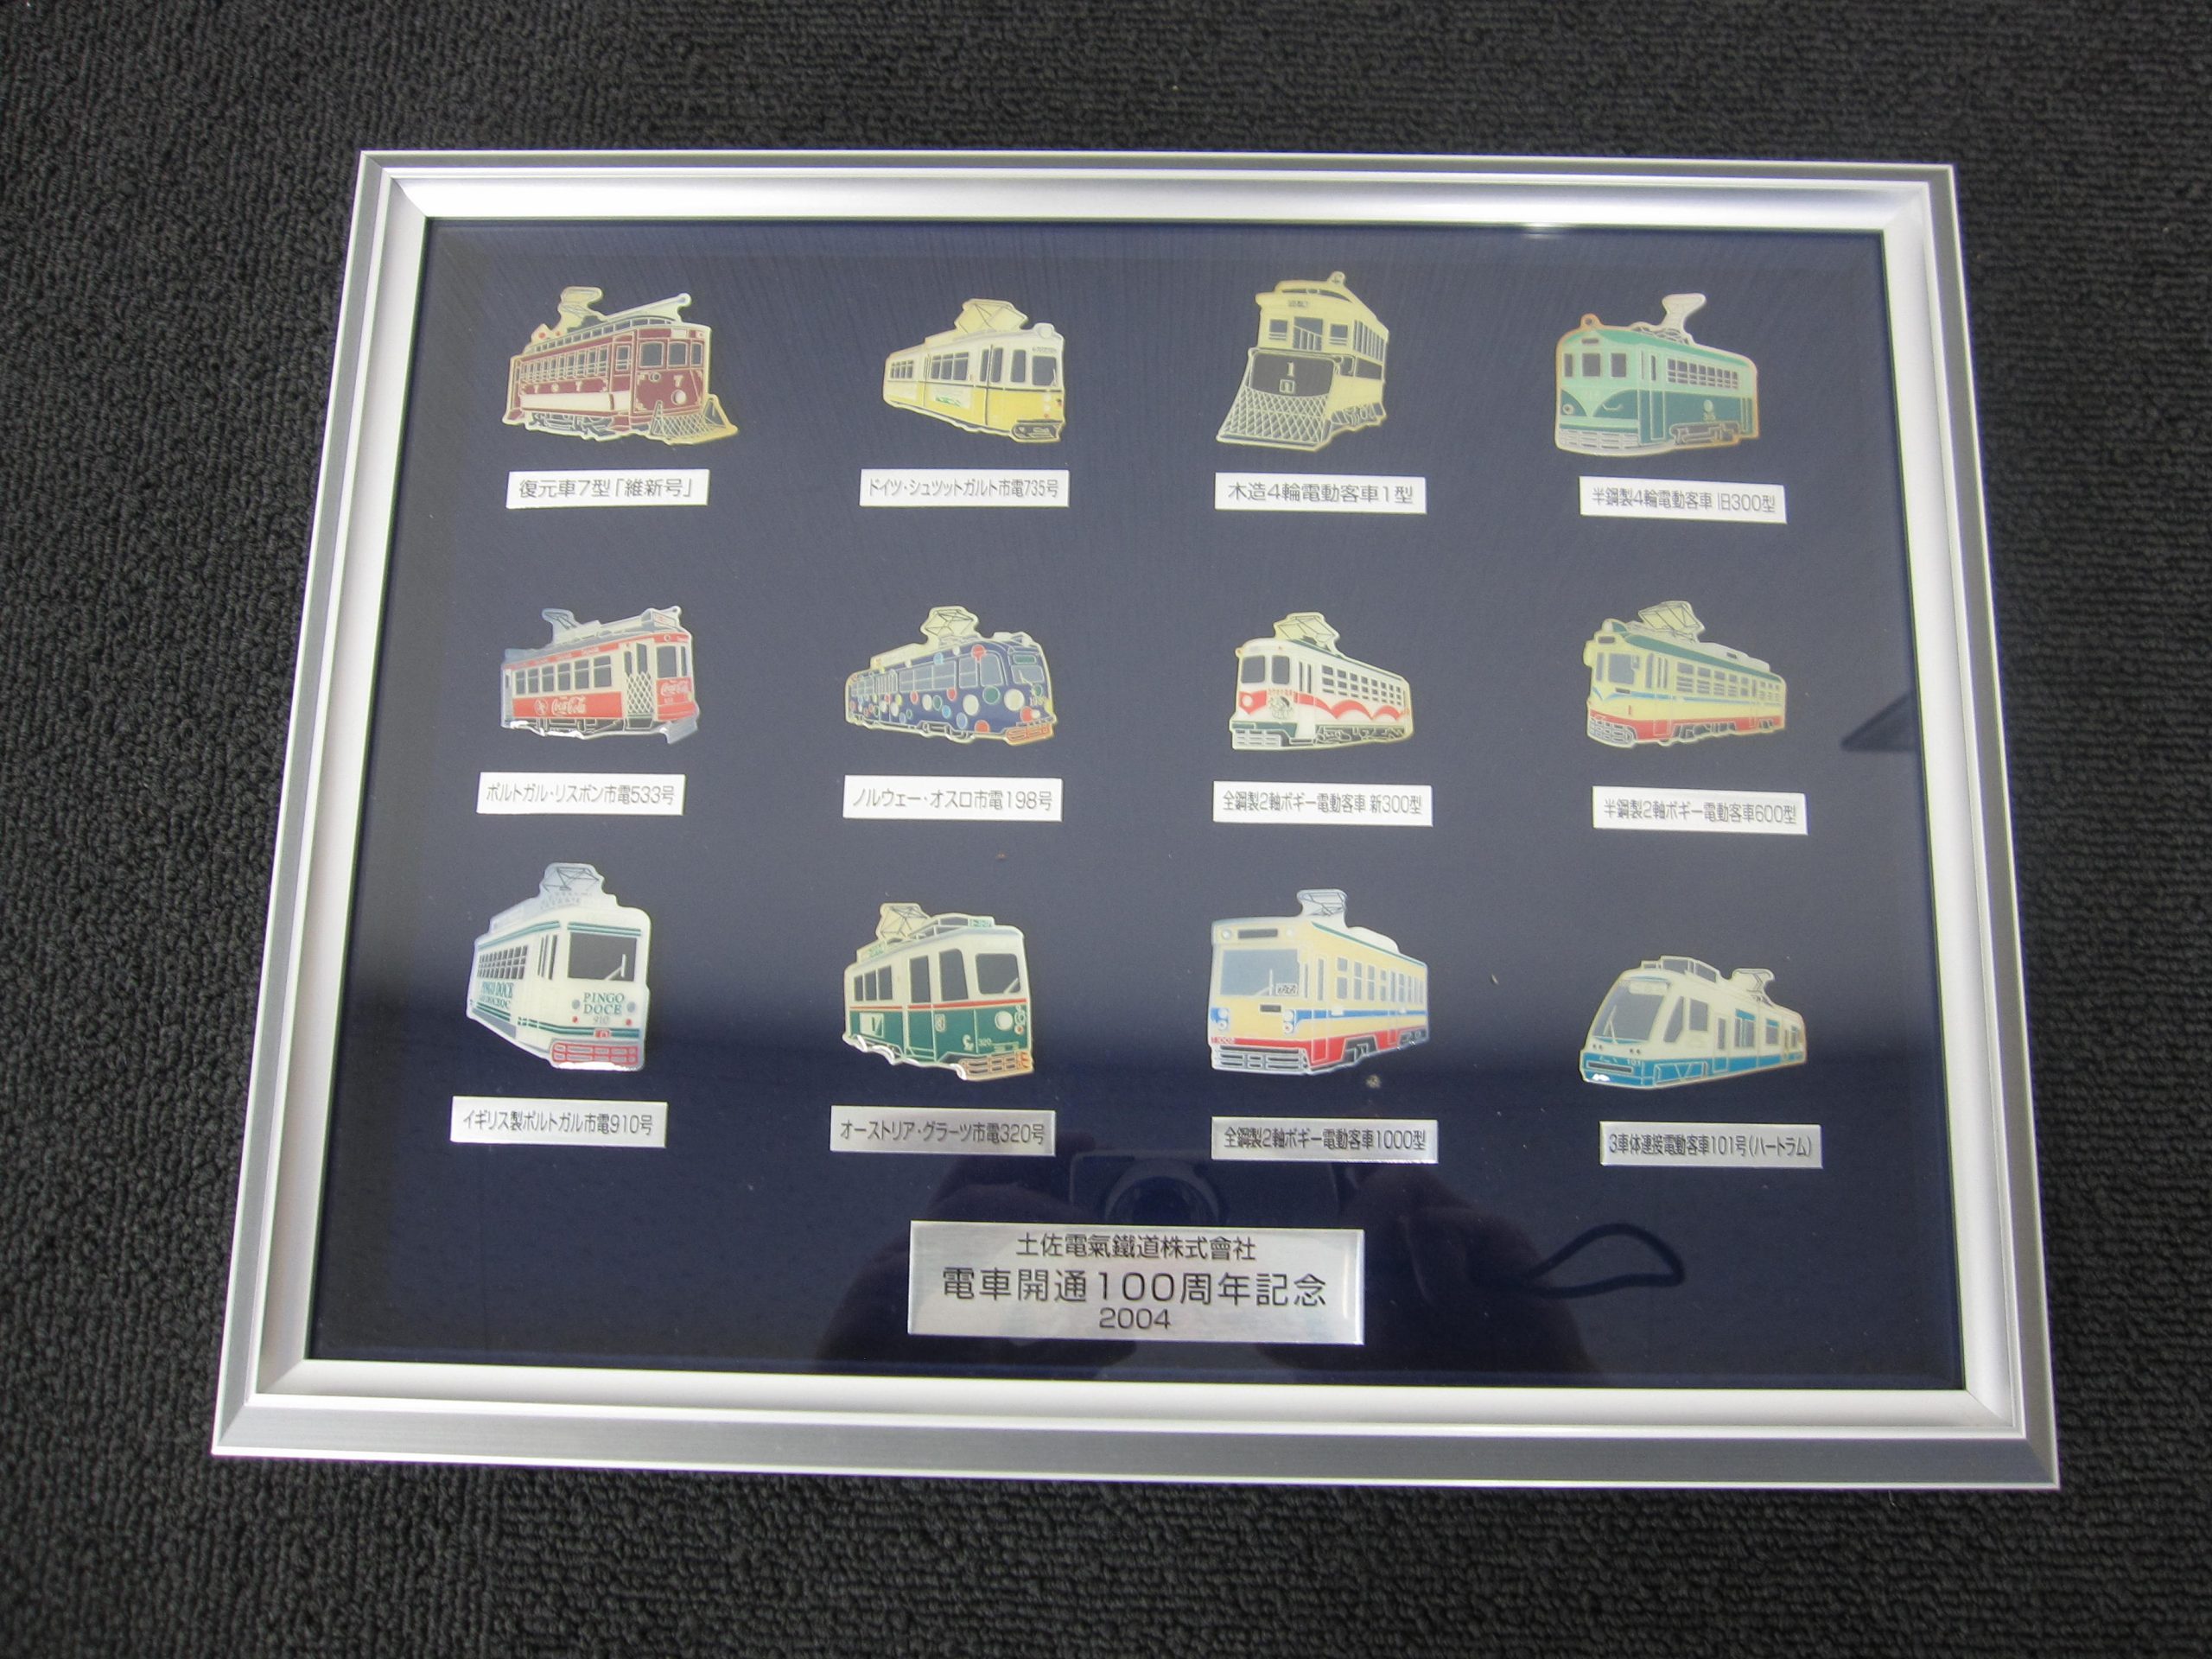 復元車7型「維新号」
ドイツ・シュツットガルト市電735号
木造4輪電動客車1型
半鋼製4輪電動客車 旧300型
ポルトガル・リスボン市電533号
ノルウェー・オスロ市電198号
全鋼製2軸ボギー電動客車 新300型
半鋼製2軸ボギー電動客車600型
Coca-Cola
PINGO
DOCE
910
イギリス製ポルトガル市電910号
オーストリア・グラーツ市電320号
全鋼製2軸ボギー電動客車1000型
3車体連接電動客車101号(ハートラム)
土佐電氣鐵道株式會社
電車開通100周年記念
2004